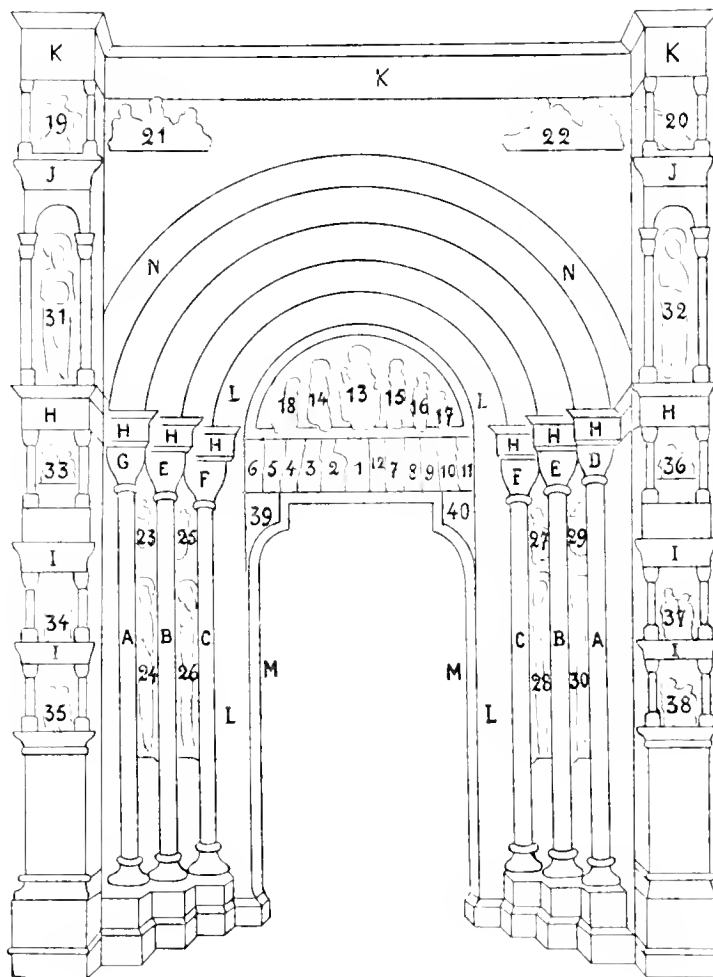 K K
K
19 21 22 20
J J
N N
31 32
18 14 13 15 16 17
L L
H H H H H H H H
G E F F E D
6 5 4 3 2 1 12 7 8 9 10 11
33 36
39 40
23 25 27 29
I I
34 37
A B C C B A
I I
24 26 M M 28 30
35 38
L L